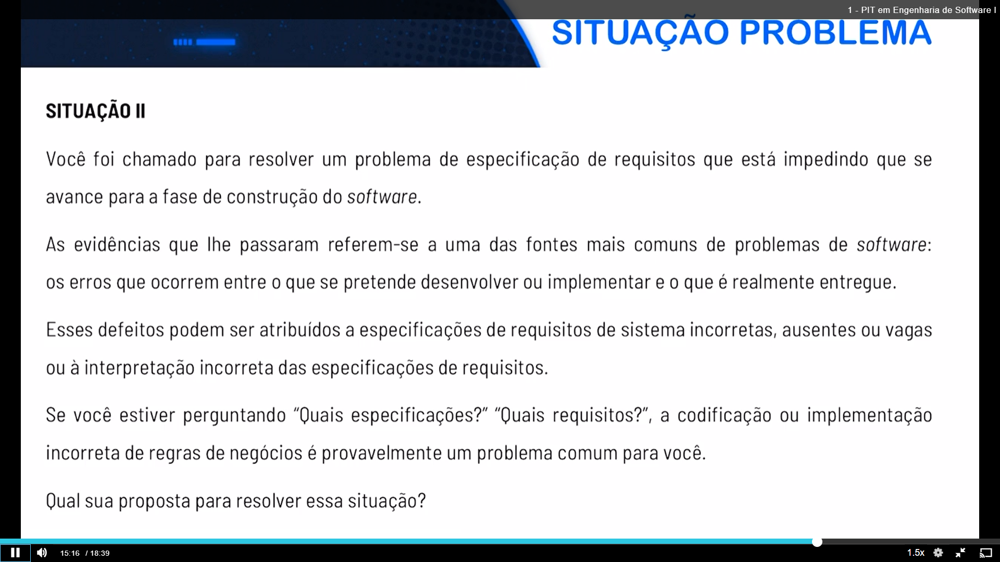 1 - PIT em Engenharia de Software I
SITUAÇÃO PROBLEMA
SITUAÇÃO II
Você foi chamado para resolver um problema de especificação de requisitos que está impedindo que se
avance para a fase de construção do software.
As evidências que lhe passaram referem-se a uma das fontes mais comuns de problemas de software:
os erros que ocorrem entre o que se pretende desenvolver ou implementar e o que é realmente entregue.
Esses defeitos podem ser atribuídos a especificações de requisitos de sistema incorretas, ausentes ou vagas
ou à interpretação incorreta das especificações de requisitos.
Se você estiver perguntando “Quais especificações?” “Quais requisitos?”, a codificação ou implementação
incorreta de regras de negócios é provavelmente um problema comum para você.
Qual sua proposta para resolver essa situação?
15:16 / 18:39
1.5x